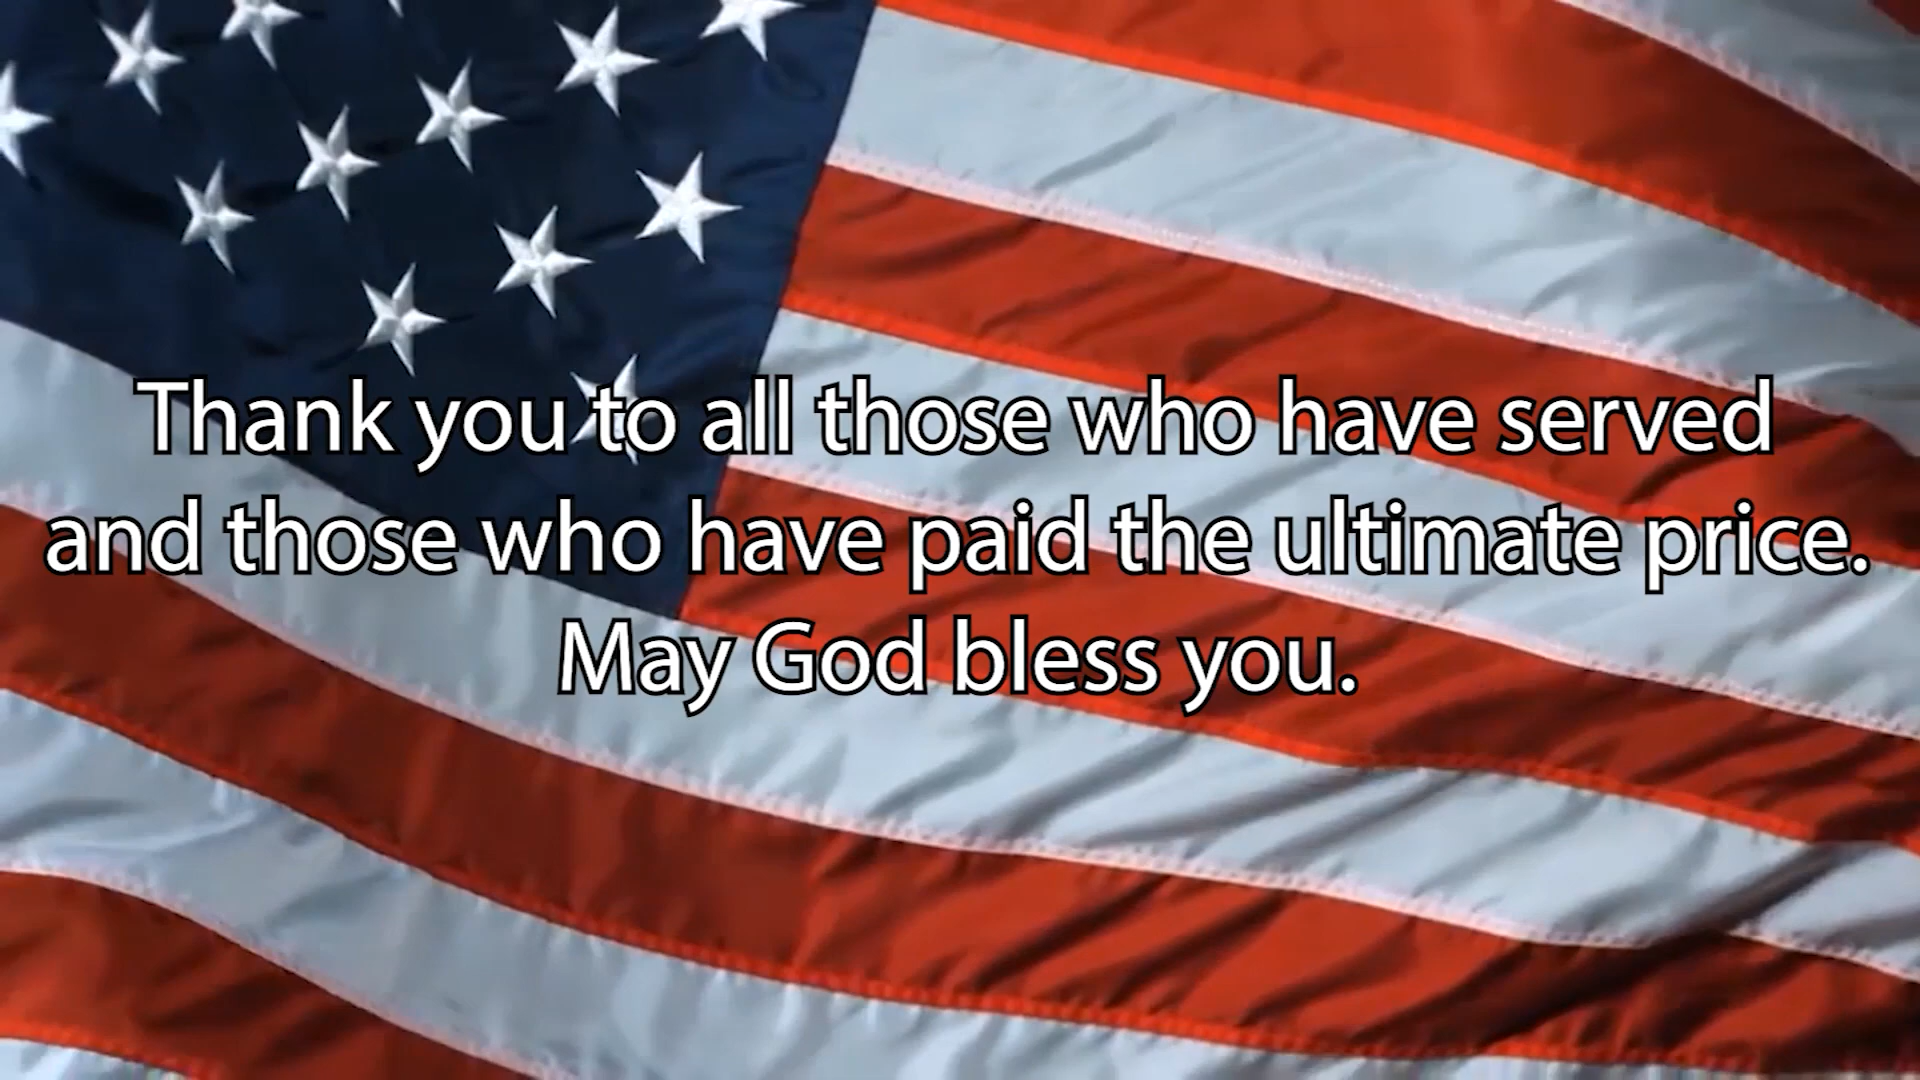 Thank you to all those who have served
and those who have paid the ultimate price.
May God bless you.